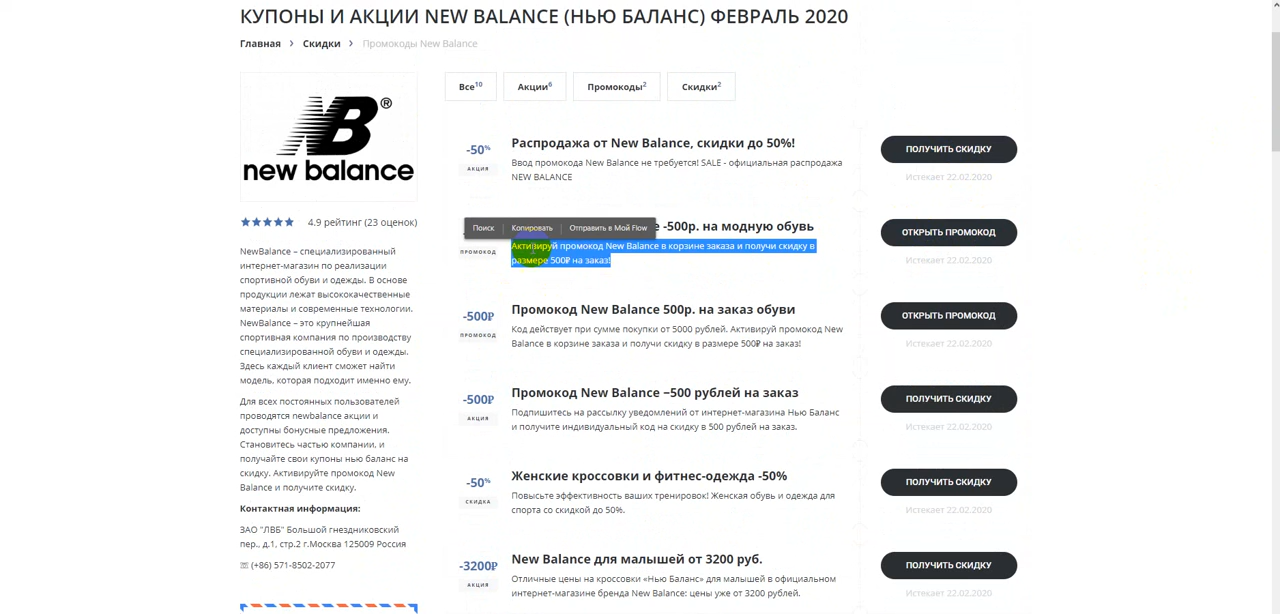 КУПОНЫ И АКЦИИ NEW BALANCE (НЬЮ БАЛАНС) ФЕВРАЛЬ 2020
Главная > Скидки > Промокоды New Balance
new balance
4.9 рейтинг (23 оценок)
NewBalance – специализированный
интернет-магазин по реализации
спортивной обуви и одежды. В основе
продукции лежат высококачественные
материалы и современные технологии.
NewBalance – это крупнейшая
спортивная компания по производству
специализированной обуви и одежды.
Здесь каждый клиент сможет найти
модель, которая подходит именно ему.
Для всех постоянных пользователей
проводятся newbalance акции и
доступны бонусные предложения.
Становитесь частью компании, и
получайте свои купоны нью баланс на
скидку. Активируйте промокод New
Balance и получите скидку.
Контактная информация:
ЗАО "ЛВБ" Большой гнездниковский
пер., д.1, стр.2 г.Москва 125009 Россия
☏ (+86) 571-8502-2077
Все10 Акции6 Промокоды2 Скидки2
-50%
АКЦИЯ
Распродажа от New Balance, скидки до 50%!
Ввод промокода New Balance не требуется! SALE - официальная распродажа
NEW BALANCE
ПОЛУЧИТЬ СКИДКУ
Истекает 22.02.2020
Поиск Копировать Отправить в Мой Flow
-500р. на модную обувь
ПРОМОКОД
Активируй промокод New Balance в корзине заказа и получи скидку в
размере 500₽ на заказ!
ОТКРЫТЬ ПРОМОКОД
Истекает 22.02.2020
-500₽
ПРОМОКОД
Промокод New Balance 500р. на заказ обуви
Код действует при сумме покупки от 5000 рублей. Активируй промокод New
Balance в корзине заказа и получи скидку в размере 500₽ на заказ!
ОТКРЫТЬ ПРОМОКОД
Истекает 22.02.2020
-500₽
АКЦИЯ
Промокод New Balance −500 рублей на заказ
Подпишитесь на рассылку уведомлений от интернет-магазина Нью Баланс
и получите индивидуальный код на скидку в 500 рублей на заказ.
ПОЛУЧИТЬ СКИДКУ
Истекает 22.02.2020
-50%
СКИДКА
Женские кроссовки и фитнес-одежда -50%
Повысьте эффективность ваших тренировок! Женская обувь и одежда для
спорта со скидкой до 50%.
ПОЛУЧИТЬ СКИДКУ
Истекает 22.02.2020
-3200₽
АКЦИЯ
New Balance для малышей от 3200 руб.
Отличные цены на кроссовки «Нью Баланс» для малышей в официальном
интернет-магазине бренда New Balance: цены уже от 3200 рублей.
ПОЛУЧИТЬ СКИДКУ
Истекает 22.02.2020